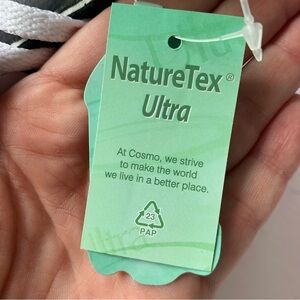 NatureTex®
Ultra
At Cosmo, we strive
to make the world
we live in a better place.
23
PAP